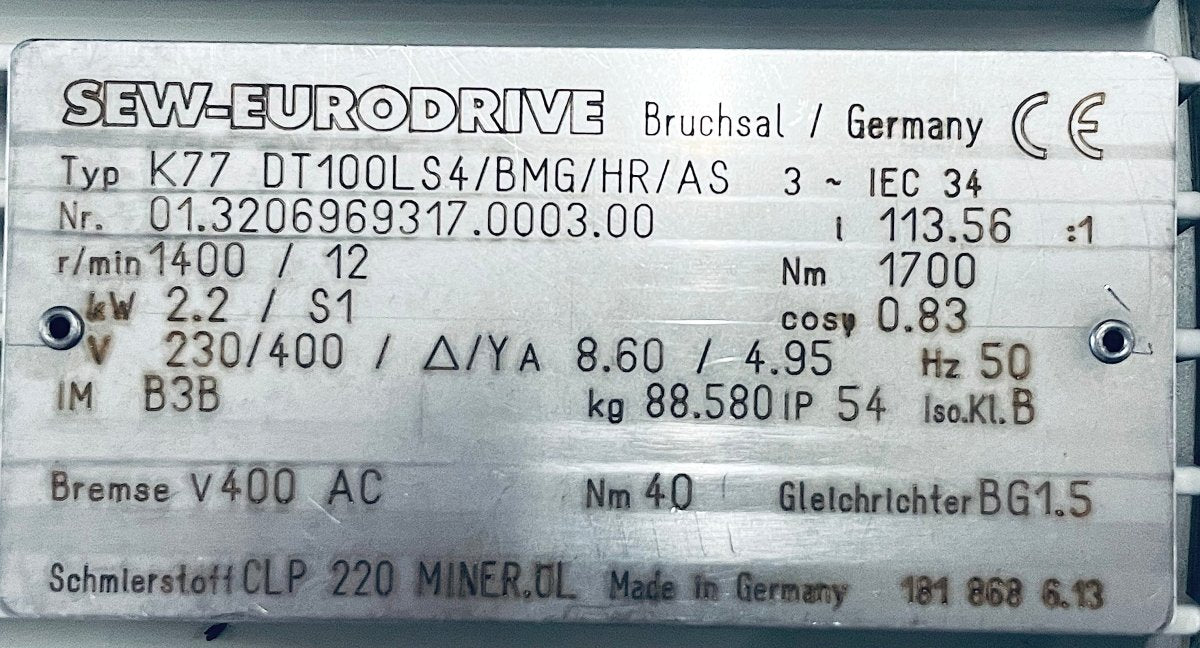 SEW-EURODRIVE Bruchsal / Germany CE
Typ K77 DT100LS4/BMG/HR/AS 3 ~ IEC 34
Nr. 01.3206969317.0003.00 i 113.56 :1
r/min 1400 / 12 Nm 1700
kW 2.2 / S1 cosφ 0.83
V 230/400 / Δ/Y A 8.60 / 4.95 Hz 50
IM B3B kg 88.580 IP 54 Iso.Kl. B
Bremse V 400 AC Nm 40 Gleichrichter BG1.5
Schmierstoff CLP 220 MINER.ÖL Made in Germany 181 868 6.13